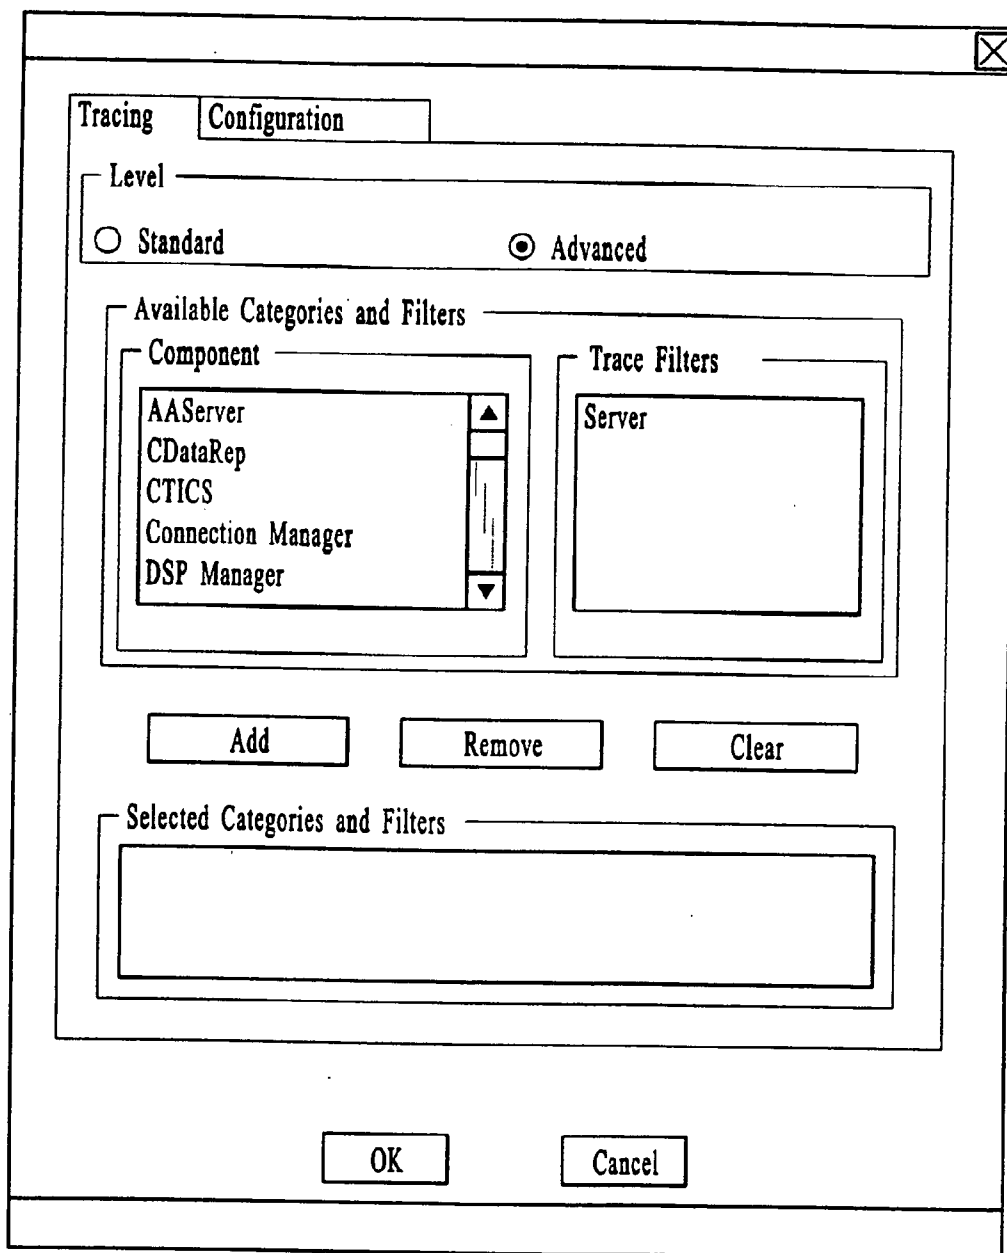 Tracing Configuration
Level
Standard Advanced
Available Categories and Filters
Component Trace Filters
AAServer Server
CDataRep
CTICS
Connection Manager
DSP Manager
Add Remove Clear
Selected Categories and Filters
OK Cancel